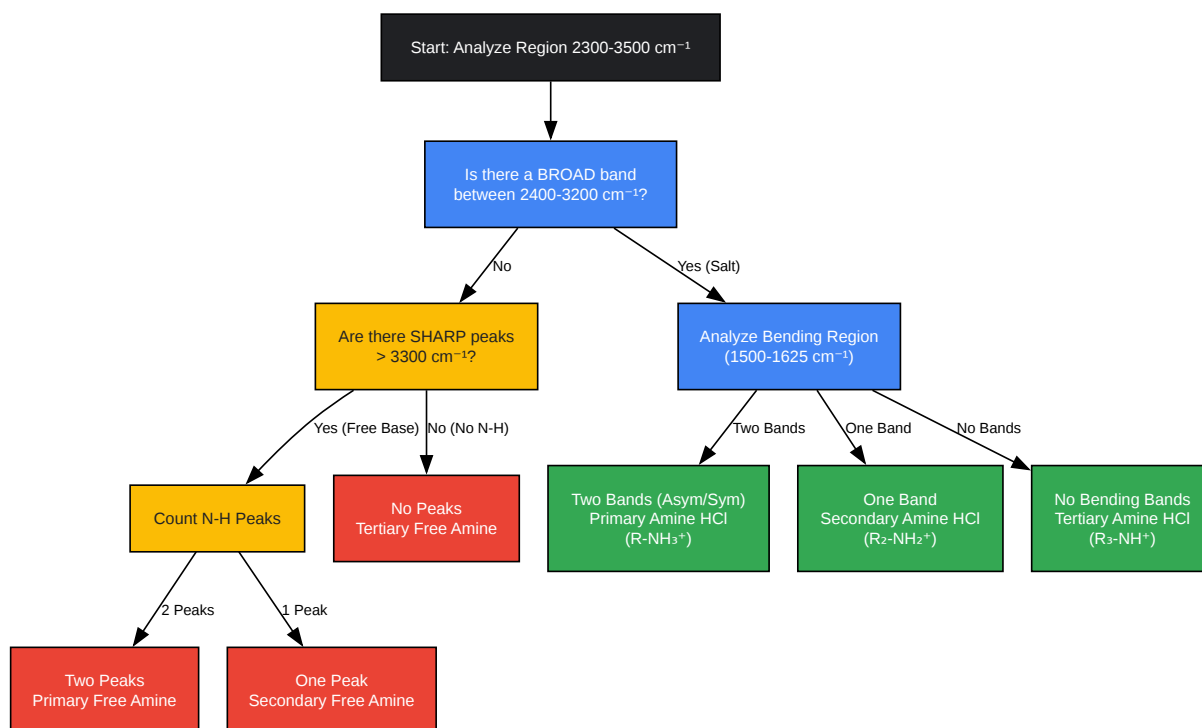 Start: Analyze Region 2300-3500 cm⁻¹
Is there a BROAD band
between 2400-3200 cm⁻¹?
No
Yes (Salt)
Are there SHARP peaks
> 3300 cm⁻¹?
Analyze Bending Region
(1500-1625 cm⁻¹)
Yes (Free Base)
No (No N-H)
Two Bands
One Band
No Bands
Count N-H Peaks
No Peaks
Tertiary Free Amine
Two Bands (Asym/Sym)
Primary Amine HCl
(R-NH₃⁺)
One Band
Secondary Amine HCl
(R₂-NH₂⁺)
No Bending Bands
Tertiary Amine HCl
(R₃-NH⁺)
2 Peaks
1 Peak
Two Peaks
Primary Free Amine
One Peak
Secondary Free Amine